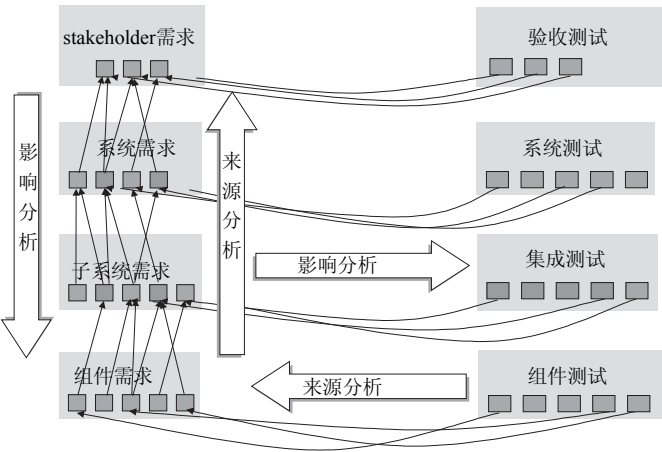 stakeholder需求
验收测试
影响分析
来源分析
系统需求
系统测试
子系统需求
影响分析
集成测试
组件需求
来源分析
组件测试